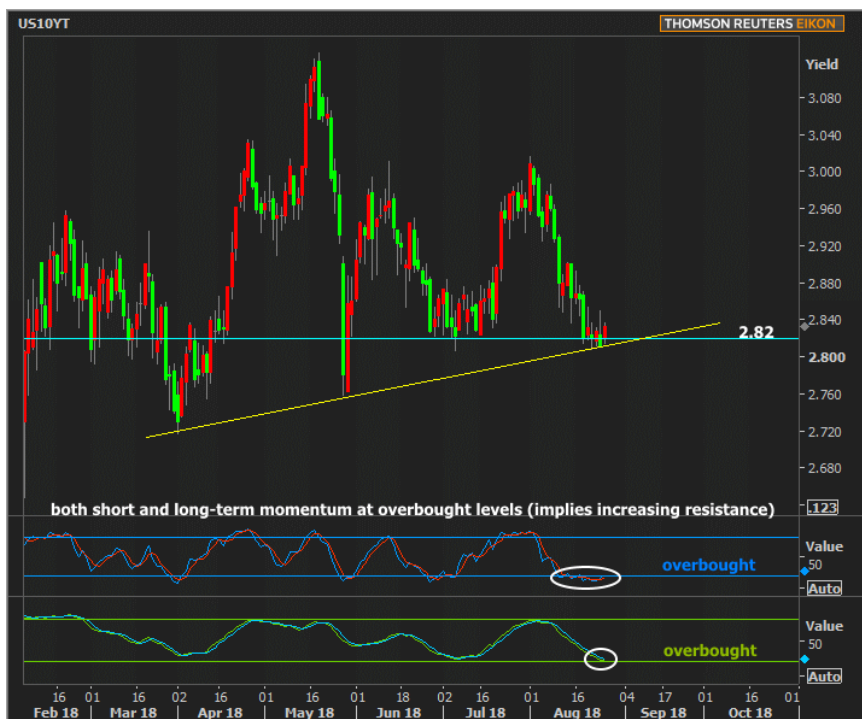 US10YT
THOMSON REUTERS EIKON
Yield
3.080
3.040
3.000
2.960
2.920
2.880
2.840
2.82
2.800
2.760
2.720
2.680
both short and long-term momentum at overbought levels (implies increasing resistance)
.123
Value
overbought
50
Auto
Value
50
overbought
Auto
16 01 16 02 16 01 16 01 18 02 16 01 16 04 17 01 16 01
Feb 18 Mar 18 Apr 18 May 18 Jun 18 Jul 18 Aug 18 Sep 18 Oct 18